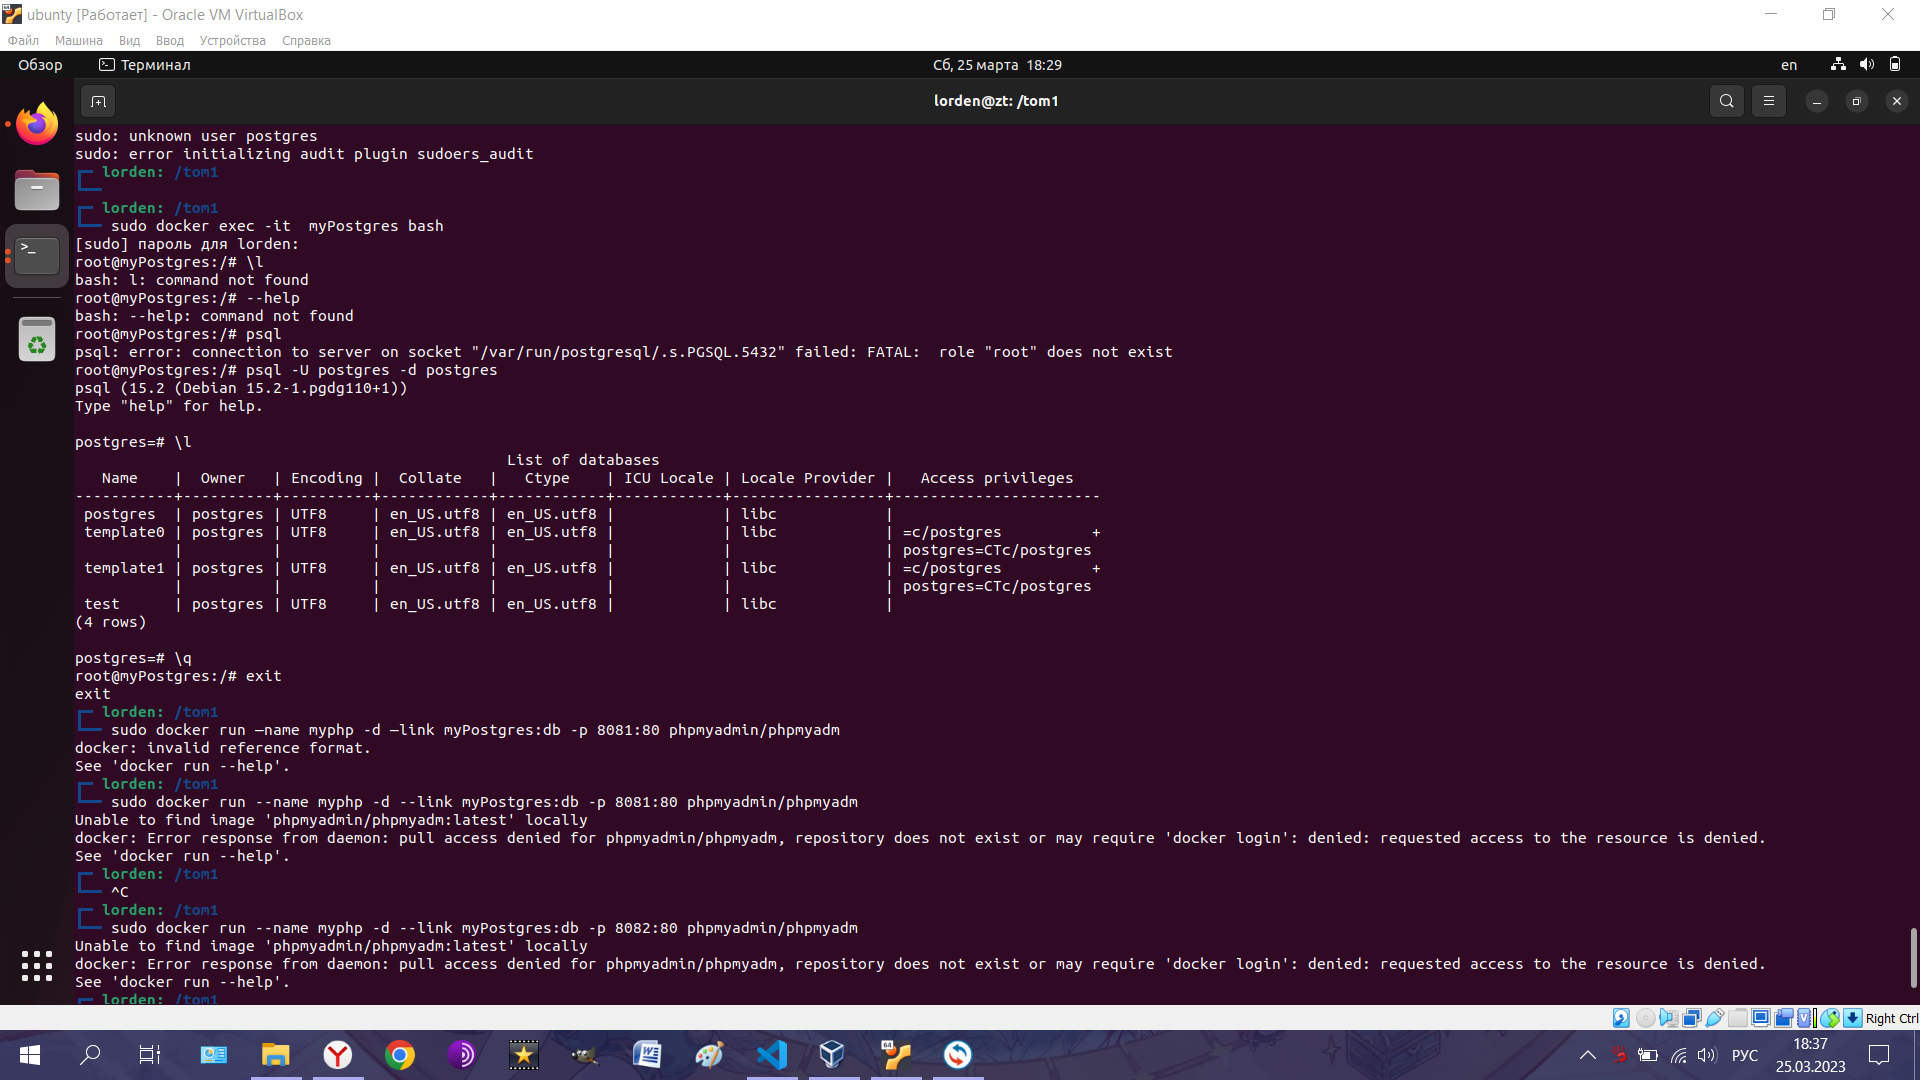 ubunty [Работает] - Oracle VM VirtualBox
Файл Машина Вид Ввод Устройства Справка
Обзор Терминал Сб, 25 марта 18:29 en
lorden@zt: /tom1
sudo: unknown user postgres
sudo: error initializing audit plugin sudoers_audit
lorden: /tom1
lorden: /tom1
sudo docker exec -it  myPostgres bash
[sudo] пароль для lorden:
root@myPostgres:/# \l
bash: l: command not found
root@myPostgres:/# --help
bash: --help: command not found
root@myPostgres:/# psql
psql: error: connection to server on socket "/var/run/postgresql/.s.PGSQL.5432" failed: FATAL:  role "root" does not exist
root@myPostgres:/# psql -U postgres -d postgres
psql (15.2 (Debian 15.2-1.pgdg110+1))
Type "help" for help.
postgres=# \l
List of databases
   Name    |  Owner   | Encoding |  Collate   |   Ctype    | ICU Locale | Locale Provider |   Access privileges
-----------+----------+----------+------------+------------+------------+-----------------+-----------------------
 postgres  | postgres | UTF8     | en_US.utf8 | en_US.utf8 |            | libc            |
 template0 | postgres | UTF8     | en_US.utf8 | en_US.utf8 |            | libc            | =c/postgres          +
           |          |          |            |            |            |                 | postgres=CTc/postgres
 template1 | postgres | UTF8     | en_US.utf8 | en_US.utf8 |            | libc            | =c/postgres          +
           |          |          |            |            |            |                 | postgres=CTc/postgres
 test      | postgres | UTF8     | en_US.utf8 | en_US.utf8 |            | libc            |
(4 rows)
postgres=# \q
root@myPostgres:/# exit
exit
lorden: /tom1
sudo docker run —name myphp -d —link myPostgres:db -p 8081:80 phpmyadmin/phpmyadm
docker: invalid reference format.
See 'docker run --help'.
lorden: /tom1
sudo docker run --name myphp -d --link myPostgres:db -p 8081:80 phpmyadmin/phpmyadm
Unable to find image 'phpmyadmin/phpmyadm:latest' locally
docker: Error response from daemon: pull access denied for phpmyadmin/phpmyadm, repository does not exist or may require 'docker login': denied: requested access to the resource is denied.
See 'docker run --help'.
lorden: /tom1
^C
lorden: /tom1
sudo docker run --name myphp -d --link myPostgres:db -p 8082:80 phpmyadmin/phpmyadm
Unable to find image 'phpmyadmin/phpmyadm:latest' locally
docker: Error response from daemon: pull access denied for phpmyadmin/phpmyadm, repository does not exist or may require 'docker login': denied: requested access to the resource is denied.
See 'docker run --help'.
lorden: /tom1
Right Ctrl
РУС
18:37
25.03.2023